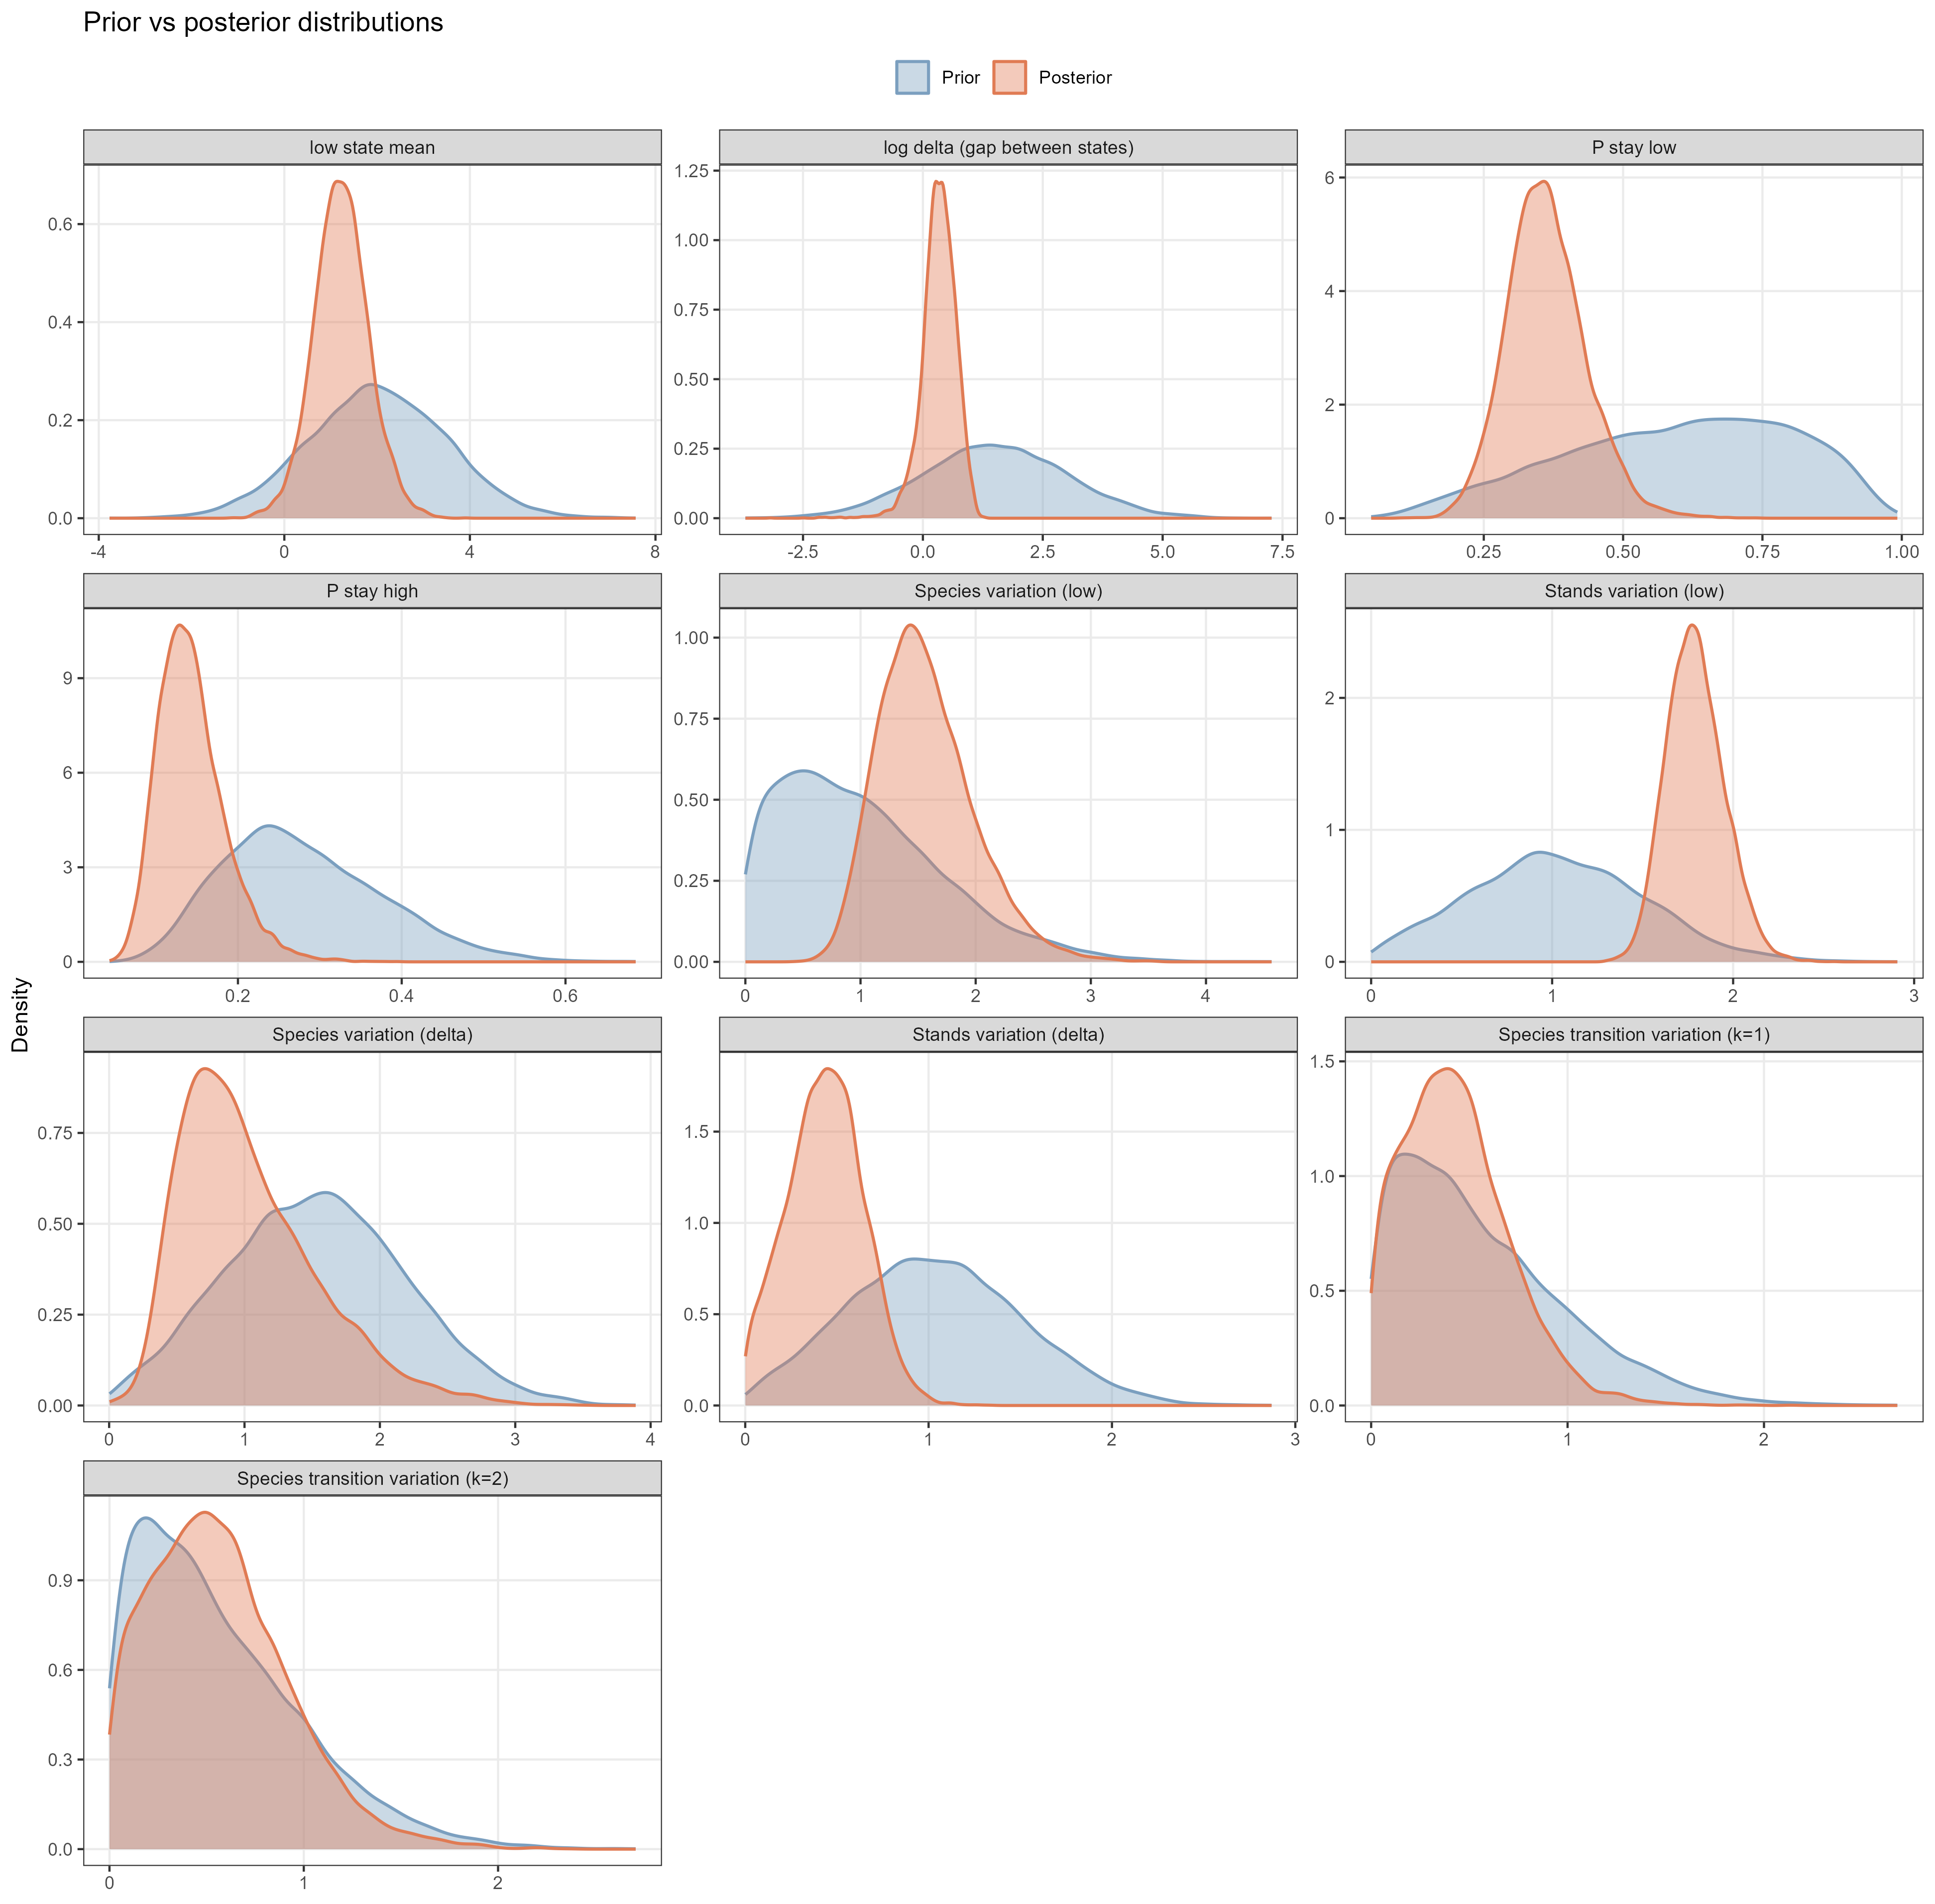 Prior vs posterior distributions
Prior Posterior
low state mean
log delta (gap between states)
P stay low
0.6
0.4
0.2
0.0
-4 0 4 8
1.25
1.00
0.75
0.50
0.25
0.00
-2.5 0.0 2.5 5.0 7.5
6
4
2
0
0.25 0.50 0.75 1.00
P stay high
Species variation (low)
Stands variation (low)
9
6
3
0
0.2 0.4 0.6
1.00
0.75
0.50
0.25
0.00
0 1 2 3 4
2
1
0
0 1 2 3
Density
Species variation (delta)
Stands variation (delta)
Species transition variation (k=1)
0.75
0.50
0.25
0.00
0 1 2 3 4
1.5
1.0
0.5
0.0
0 1 2 3
1.5
1.0
0.5
0.0
0 1 2
Species transition variation (k=2)
0.9
0.6
0.3
0.0
0 1 2